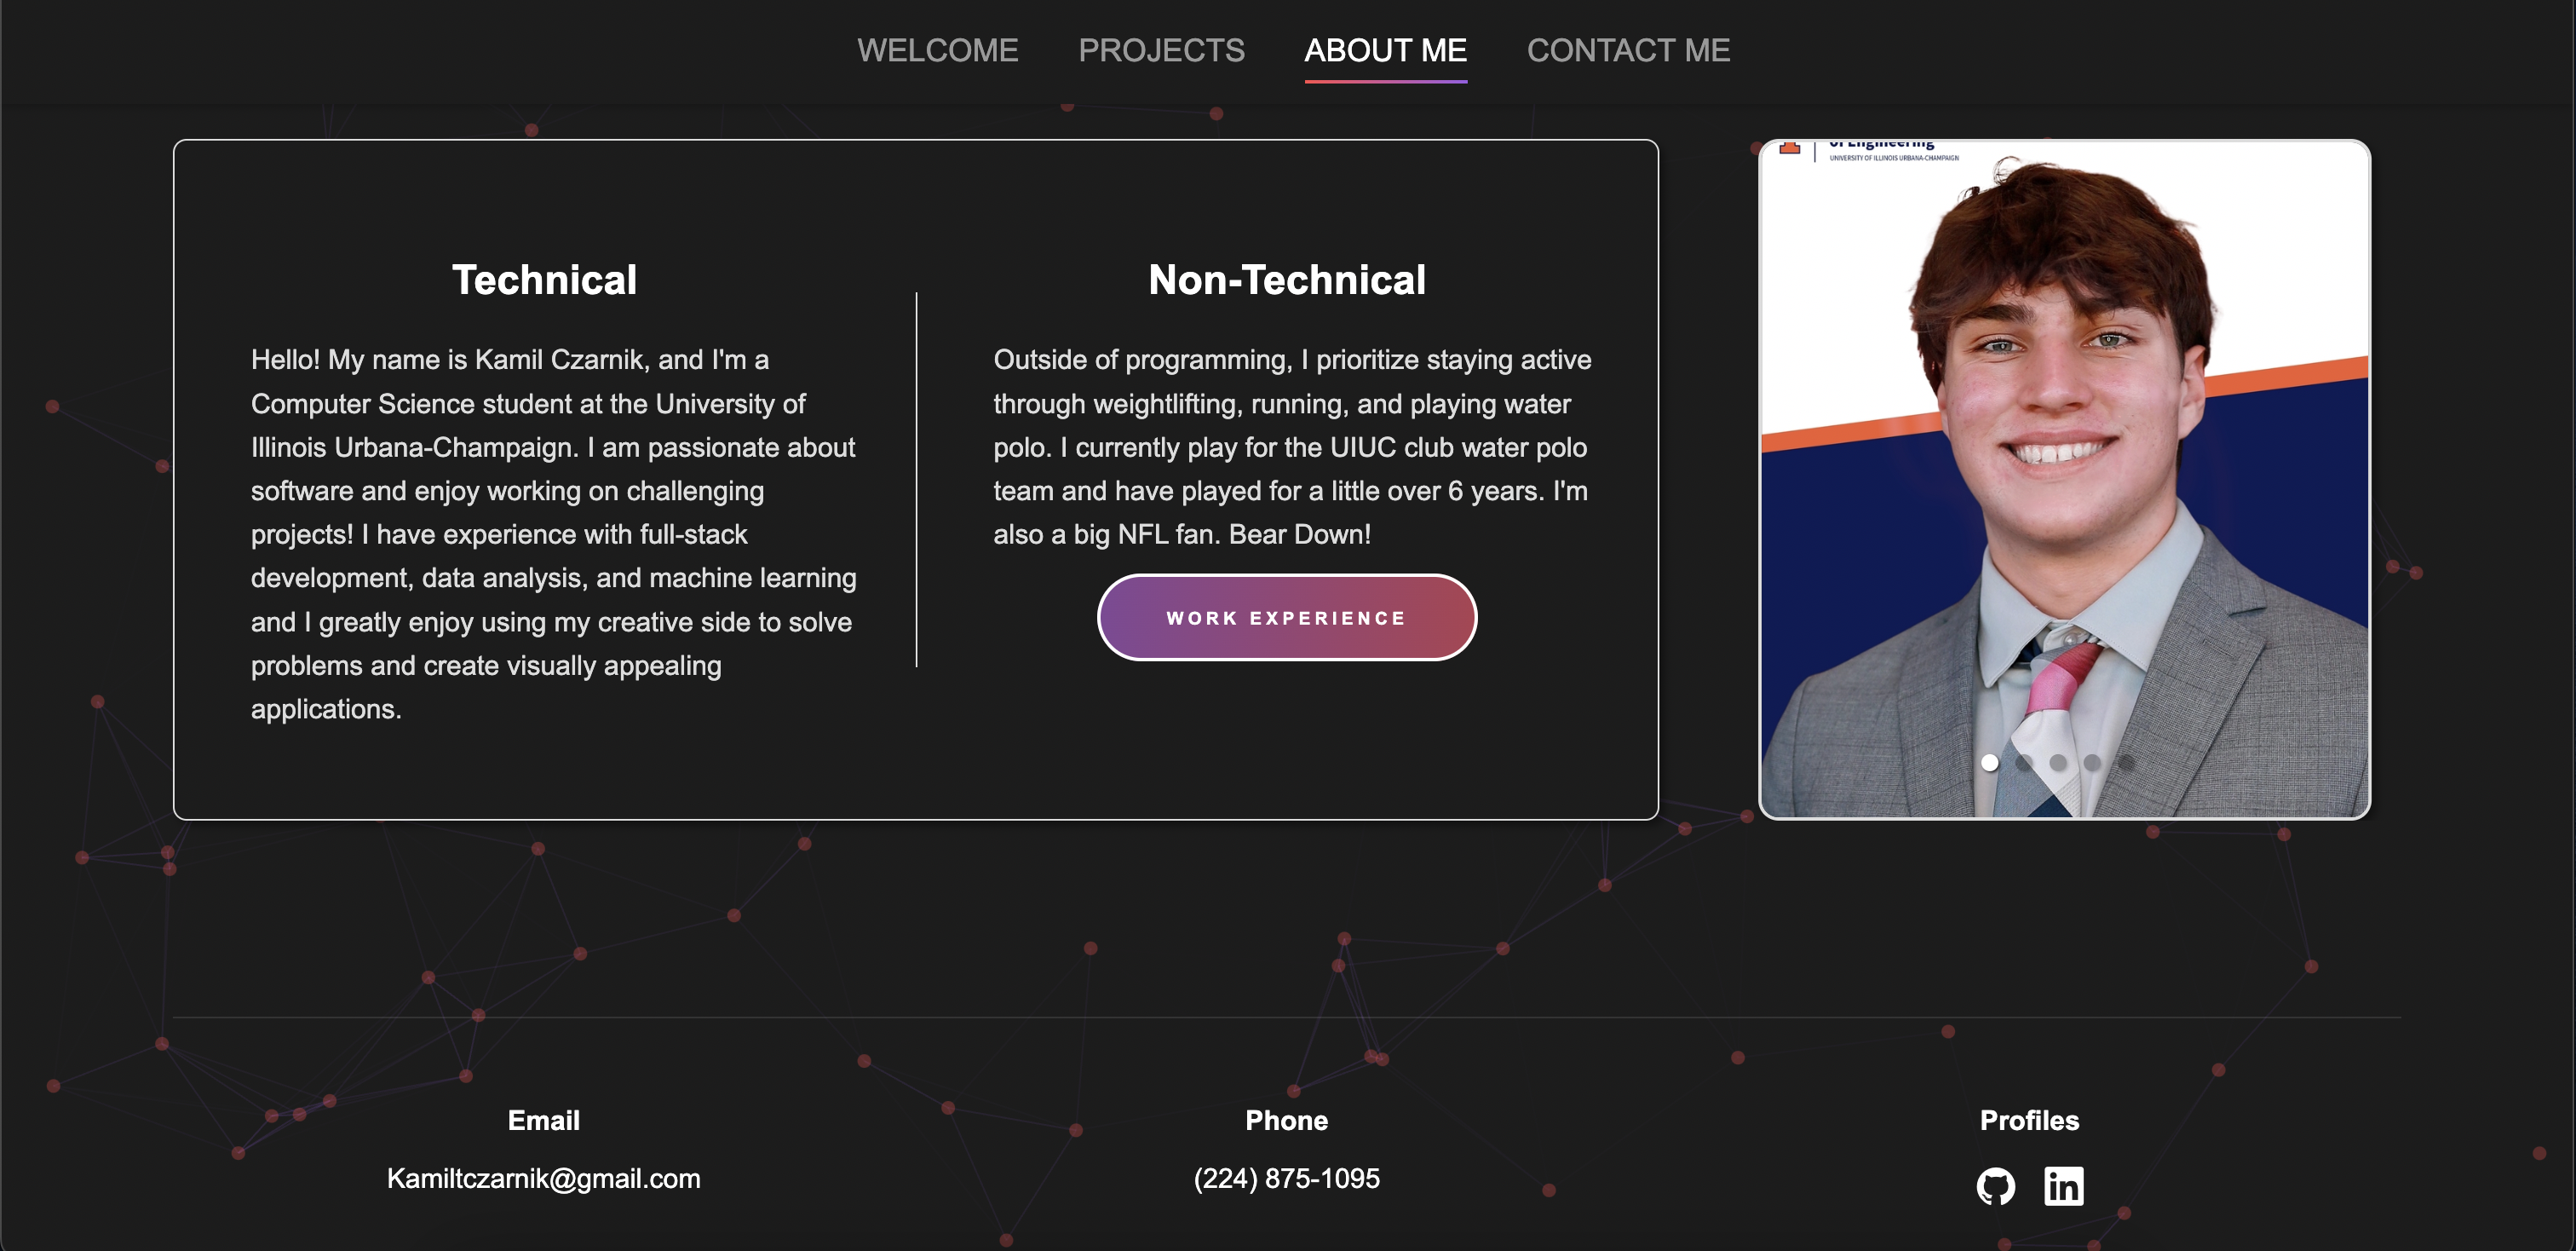 WELCOME PROJECTS ABOUT ME CONTACT ME
Technical
Hello! My name is Kamil Czarnik, and I'm a
Computer Science student at the University of
Illinois Urbana-Champaign. I am passionate about
software and enjoy working on challenging
projects! I have experience with full-stack
development, data analysis, and machine learning
and I greatly enjoy using my creative side to solve
problems and create visually appealing
applications.
Non-Technical
Outside of programming, I prioritize staying active
through weightlifting, running, and playing water
polo. I currently play for the UIUC club water polo
team and have played for a little over 6 years. I'm
also a big NFL fan. Bear Down!
WORK EXPERIENCE
of Engineering
UNIVERSITY OF ILLINOIS URBANA-CHAMPAIGN
Email
Kamiltczarnik@gmail.com
Phone
(224) 875-1095
Profiles
in